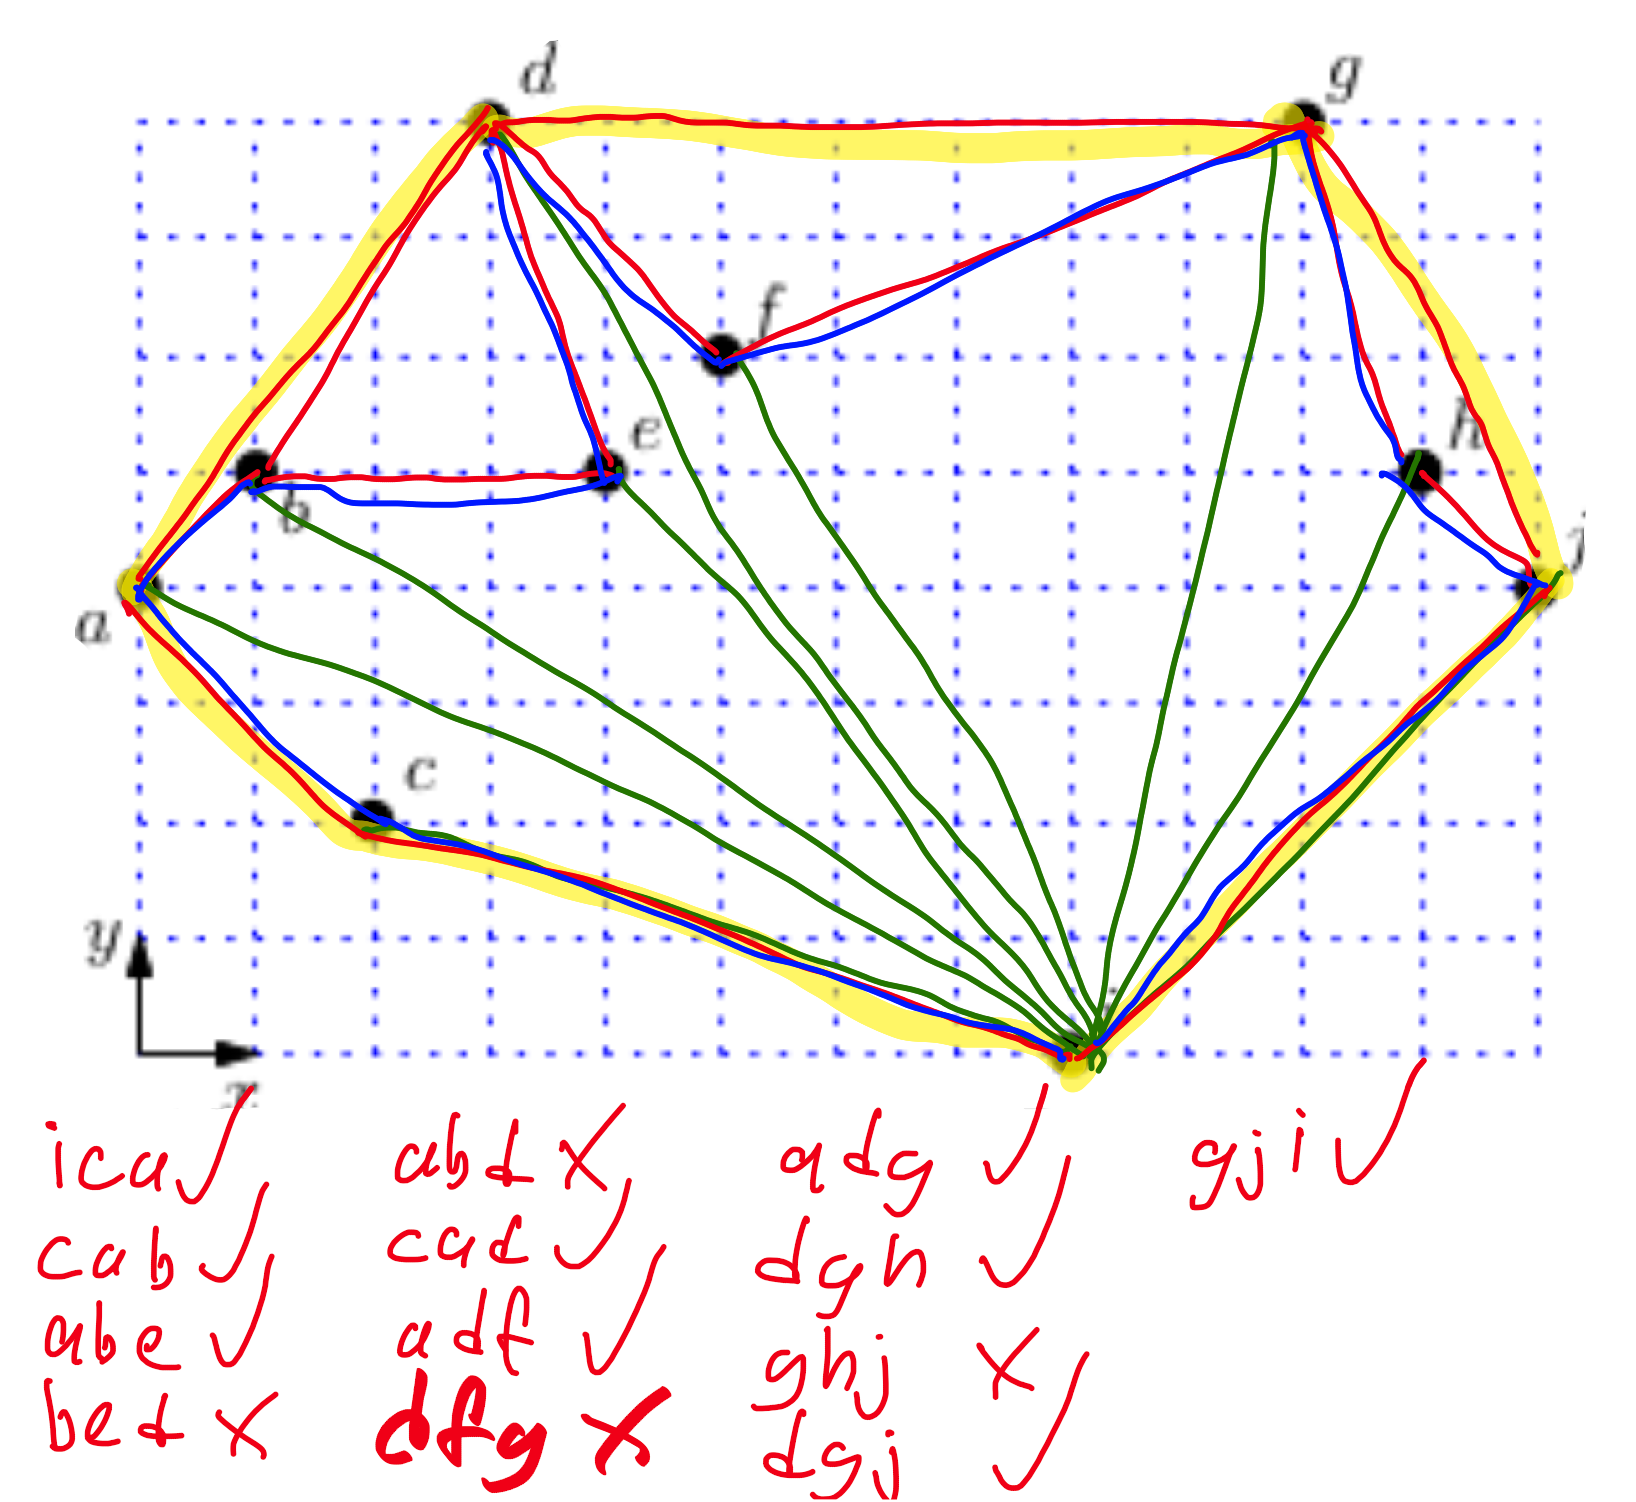 d
g
f
e
h
b
j
a
c
y
x
ica✓
cab✓
abe✓
bed✗
abd✗
cad✓
adf✓
dfg✗
adg✓
dgh✓
ghj✗
dgj✓
gji✓